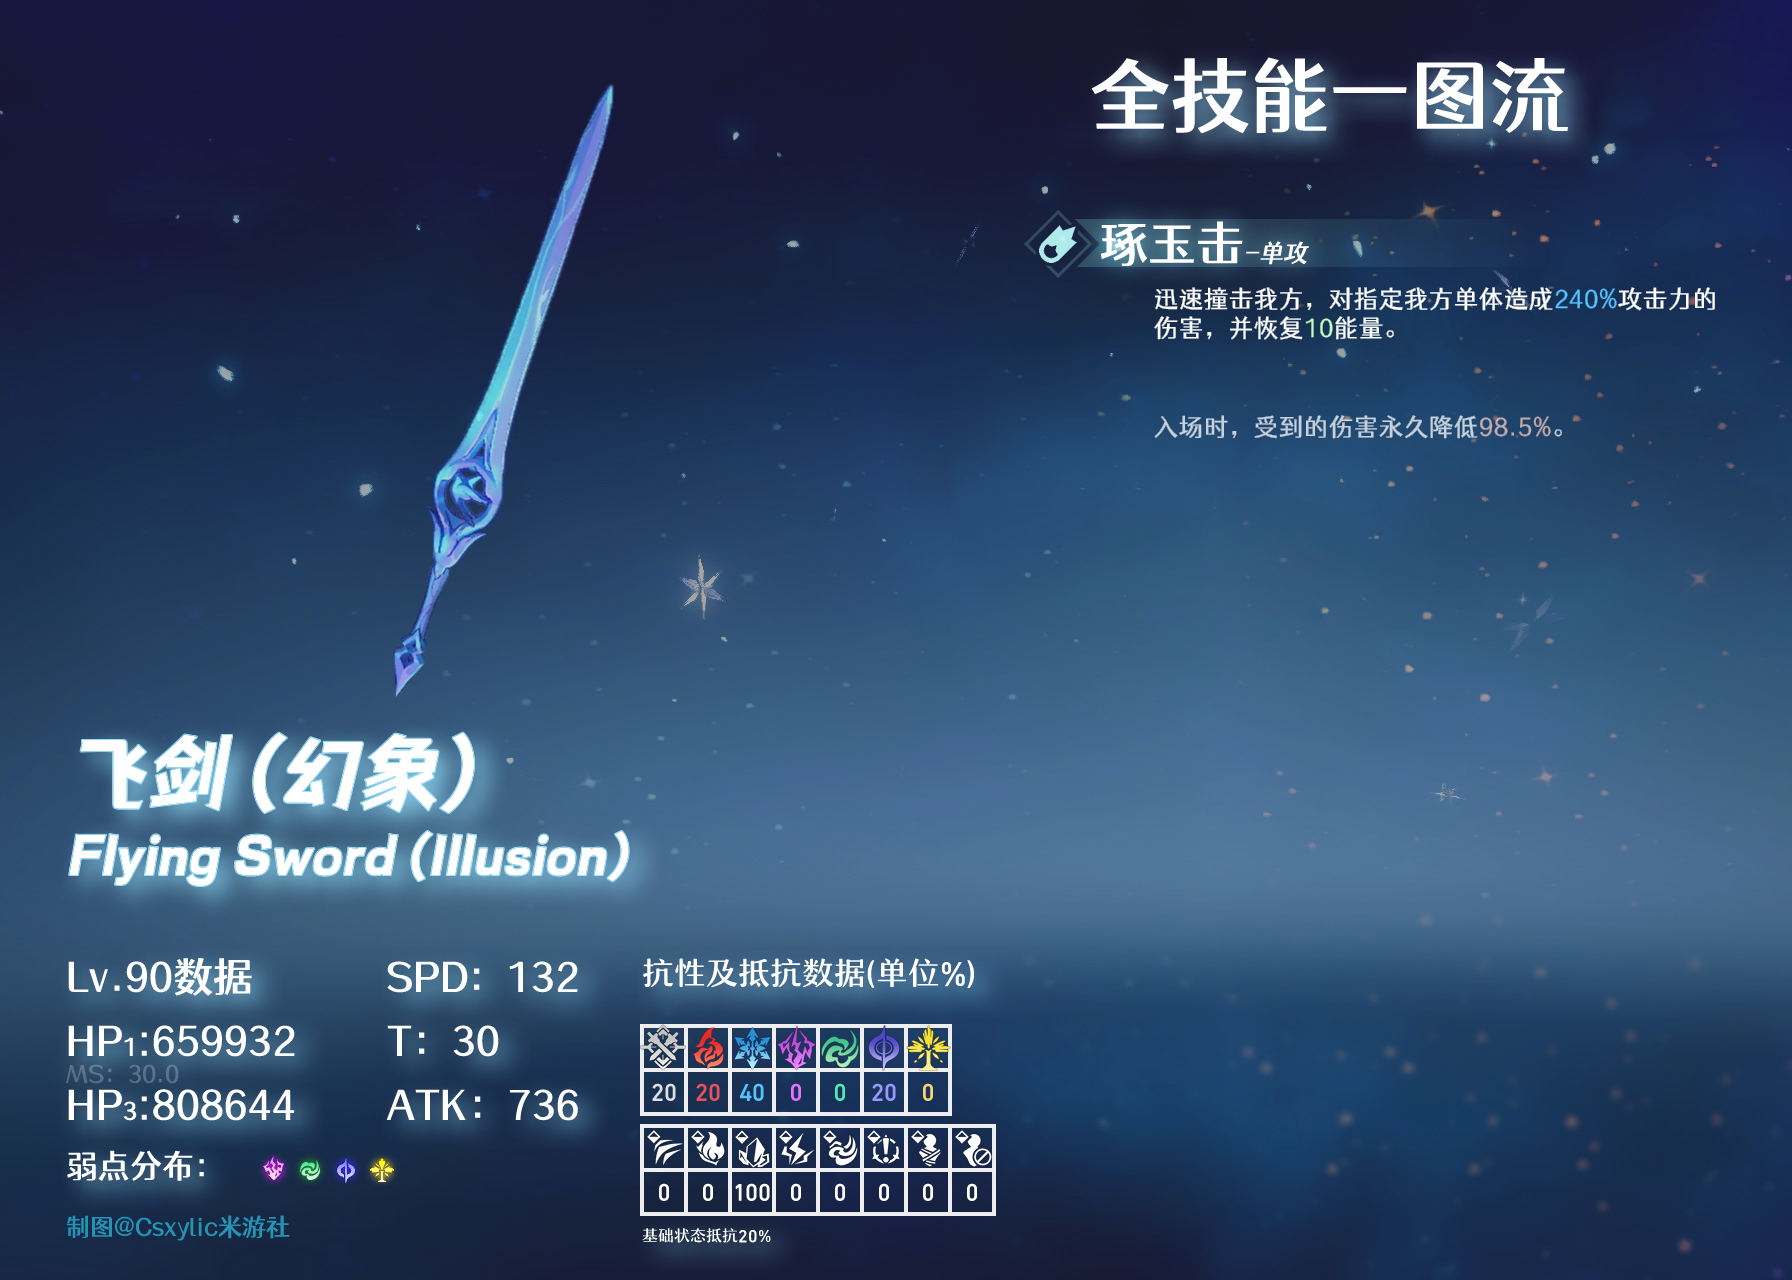 全技能一图流
琢玉击-单攻
迅速撞击我方，对指定我方单体造成240%攻击力的
伤害，并恢复10能量。
入场时，受到的伤害永久降低98.5%。
飞剑（幻象）
Flying Sword (Illusion)
Lv.90数据
SPD：132
HP₁:659932
T：30
MS：30.0
HP₃:808644
ATK：736
弱点分布：
制图@Csxylic米游社
抗性及抵抗数据(单位%)
20 20 40 0 0 20 0
0 0 100 0 0 0 0 0
基础状态抵抗20%